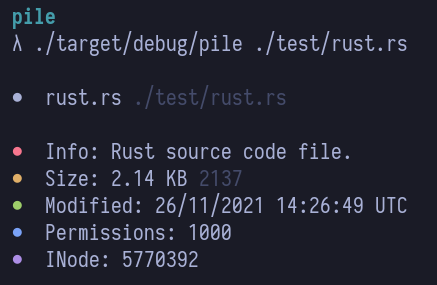 pile
λ ./target/debug/pile ./test/rust.rs
● rust.rs ./test/rust.rs
● Info: Rust source code file.
● Size: 2.14 KB 2137
● Modified: 26/11/2021 14:26:49 UTC
● Permissions: 1000
● INode: 5770392